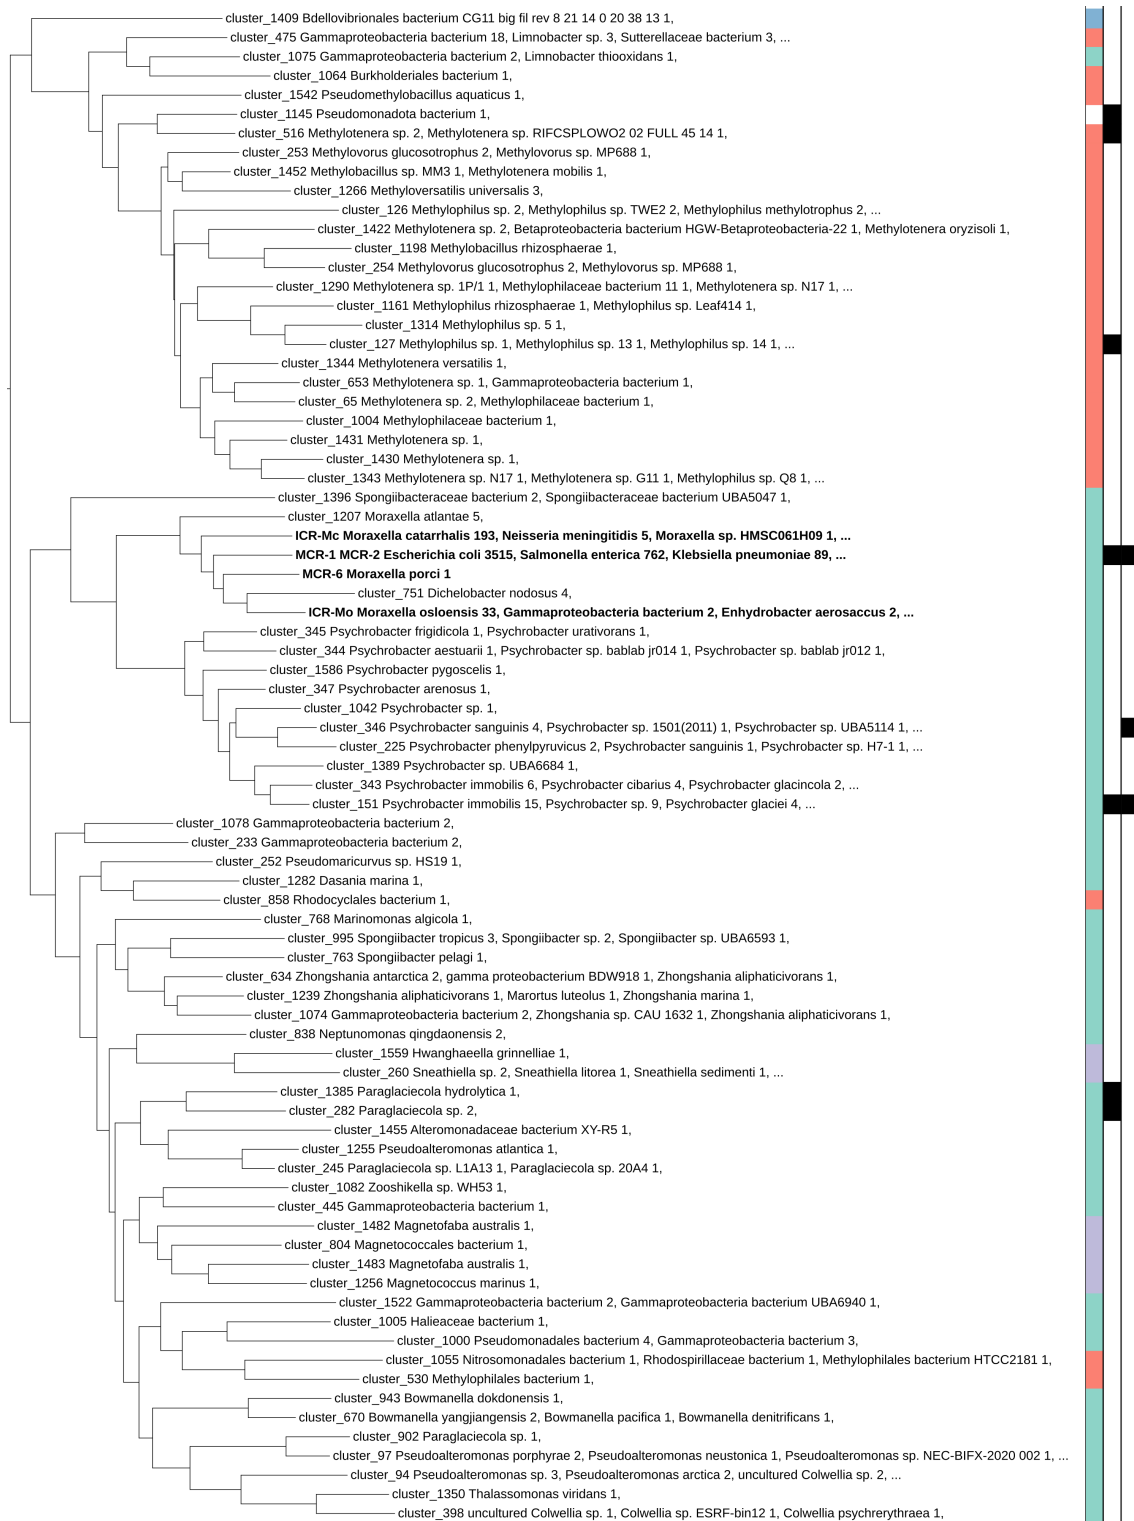 cluster_1409 Bdellovibrionales bacterium CG11 big fil rev 8 21 14 0 20 38 13 1,
cluster_475 Gammaproteobacteria bacterium 18, Limnobacter sp. 3, Sutterellaceae bacterium 3, ...
cluster_1075 Gammaproteobacteria bacterium 2, Limnobacter thiooxidans 1,
cluster_1064 Burkholderiales bacterium 1,
cluster_1542 Pseudomethylobacillus aquaticus 1,
cluster_1145 Pseudomonadota bacterium 1,
cluster_516 Methylotenera sp. 2, Methylotenera sp. RIFCSPLOWO2 02 FULL 45 14 1,
cluster_253 Methylovorus glucosotrophus 2, Methylovorus sp. MP688 1,
cluster_1452 Methylobacillus sp. MM3 1, Methylotenera mobilis 1,
cluster_1266 Methyloversatilis universalis 3,
cluster_126 Methylophilus sp. 2, Methylophilus sp. TWE2 2, Methylophilus methylotrophus 2, ...
cluster_1422 Methylotenera sp. 2, Betaproteobacteria bacterium HGW-Betaproteobacteria-22 1, Methylotenera oryzisoli 1,
cluster_1198 Methylobacillus rhizosphaerae 1,
cluster_254 Methylovorus glucosotrophus 2, Methylovorus sp. MP688 1,
cluster_1290 Methylotenera sp. 1P/1 1, Methylophilaceae bacterium 11 1, Methylotenera sp. N17 1, ...
cluster_1161 Methylophilus rhizosphaerae 1, Methylophilus sp. Leaf414 1,
cluster_1314 Methylophilus sp. 5 1,
cluster_127 Methylophilus sp. 1, Methylophilus sp. 13 1, Methylophilus sp. 14 1, ...
cluster_1344 Methylotenera versatilis 1,
cluster_653 Methylotenera sp. 1, Gammaproteobacteria bacterium 1,
cluster_65 Methylotenera sp. 2, Methylophilaceae bacterium 1,
cluster_1004 Methylophilaceae bacterium 1,
cluster_1431 Methylotenera sp. 1,
cluster_1430 Methylotenera sp. 1,
cluster_1343 Methylotenera sp. N17 1, Methylotenera sp. G11 1, Methylophilus sp. Q8 1, ...
cluster_1396 Spongiibacteraceae bacterium 2, Spongiibacteraceae bacterium UBA5047 1,
cluster_1207 Moraxella atlantae 5,
ICR-Mc Moraxella catarrhalis 193, Neisseria meningitidis 5, Moraxella sp. HMSC061H09 1, ...
MCR-1 MCR-2 Escherichia coli 3515, Salmonella enterica 762, Klebsiella pneumoniae 89, ...
MCR-6 Moraxella porci 1
cluster_751 Dichelobacter nodosus 4,
ICR-Mo Moraxella osloensis 33, Gammaproteobacteria bacterium 2, Enhydrobacter aerosaccus 2, ...
cluster_345 Psychrobacter frigidicola 1, Psychrobacter urativorans 1,
cluster_344 Psychrobacter aestuarii 1, Psychrobacter sp. bablab jr014 1, Psychrobacter sp. bablab jr012 1,
cluster_1586 Psychrobacter pygoscelis 1,
cluster_347 Psychrobacter arenosus 1,
cluster_1042 Psychrobacter sp. 1,
cluster_346 Psychrobacter sanguinis 4, Psychrobacter sp. 1501(2011) 1, Psychrobacter sp. UBA5114 1, ...
cluster_225 Psychrobacter phenylpyruvicus 2, Psychrobacter sanguinis 1, Psychrobacter sp. H7-1 1, ...
cluster_1389 Psychrobacter sp. UBA6684 1,
cluster_343 Psychrobacter immobilis 6, Psychrobacter cibarius 4, Psychrobacter glacincola 2, ...
cluster_151 Psychrobacter immobilis 15, Psychrobacter sp. 9, Psychrobacter glaciei 4, ...
cluster_1078 Gammaproteobacteria bacterium 2,
cluster_233 Gammaproteobacteria bacterium 2,
cluster_252 Pseudomaricurvus sp. HS19 1,
cluster_1282 Dasania marina 1,
cluster_858 Rhodocyclales bacterium 1,
cluster_768 Marinomonas algicola 1,
cluster_995 Spongiibacter tropicus 3, Spongiibacter sp. 2, Spongiibacter sp. UBA6593 1,
cluster_763 Spongiibacter pelagi 1,
cluster_634 Zhongshania antarctica 2, gamma proteobacterium BDW918 1, Zhongshania aliphaticivorans 1,
cluster_1239 Zhongshania aliphaticivorans 1, Marortus luteolus 1, Zhongshania marina 1,
cluster_1074 Gammaproteobacteria bacterium 2, Zhongshania sp. CAU 1632 1, Zhongshania aliphaticivorans 1,
cluster_838 Neptunomonas qingdaonensis 2,
cluster_1559 Hwanghaeella grinnelliae 1,
cluster_260 Sneathiella sp. 2, Sneathiella litorea 1, Sneathiella sedimenti 1, ...
cluster_1385 Paraglaciecola hydrolytica 1,
cluster_282 Paraglaciecola sp. 2,
cluster_1455 Alteromonadaceae bacterium XY-R5 1,
cluster_1255 Pseudoalteromonas atlantica 1,
cluster_245 Paraglaciecola sp. L1A13 1, Paraglaciecola sp. 20A4 1,
cluster_1082 Zooshikella sp. WH53 1,
cluster_445 Gammaproteobacteria bacterium 1,
cluster_1482 Magnetofaba australis 1,
cluster_804 Magnetococcales bacterium 1,
cluster_1483 Magnetofaba australis 1,
cluster_1256 Magnetococcus marinus 1,
cluster_1522 Gammaproteobacteria bacterium 2, Gammaproteobacteria bacterium UBA6940 1,
cluster_1005 Halieaceae bacterium 1,
cluster_1000 Pseudomonadales bacterium 4, Gammaproteobacteria bacterium 3,
cluster_1055 Nitrosomonadales bacterium 1, Rhodospirillaceae bacterium 1, Methylophilales bacterium HTCC2181 1,
cluster_530 Methylophilales bacterium 1,
cluster_943 Bowmanella dokdonensis 1,
cluster_670 Bowmanella yangjiangensis 2, Bowmanella pacifica 1, Bowmanella denitrificans 1,
cluster_902 Paraglaciecola sp. 1,
cluster_97 Pseudoalteromonas porphyrae 2, Pseudoalteromonas neustonica 1, Pseudoalteromonas sp. NEC-BIFX-2020 002 1, ...
cluster_94 Pseudoalteromonas sp. 3, Pseudoalteromonas arctica 2, uncultured Colwellia sp. 2, ...
cluster_1350 Thalassomonas viridans 1,
cluster_398 uncultured Colwellia sp. 1, Colwellia sp. ESRF-bin12 1, Colwellia psychrerythraea 1,